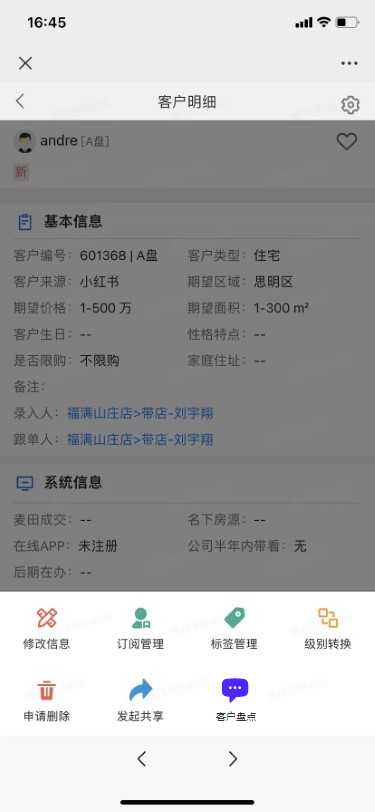 16:45
客户明细
andre [A盘]
新
基本信息
客户编号：601368 | A盘 客户类型：住宅
客户来源：小红书 期望区域：思明区
期望价格：1-500 万 期望面积：1-300 m²
客户生日：-- 性格特点：--
是否限购：不限购 家庭住址：--
备注：
录入人：福满山庄店>带店-刘宇翔
跟单人：福满山庄店>带店-刘宇翔
系统信息
麦田成交：-- 名下房源：--
在线APP：未注册 公司半年内带看：无
后期在办：--
修改信息 订阅管理 标签管理 级别转换
申请删除 发起共享 客户盘点